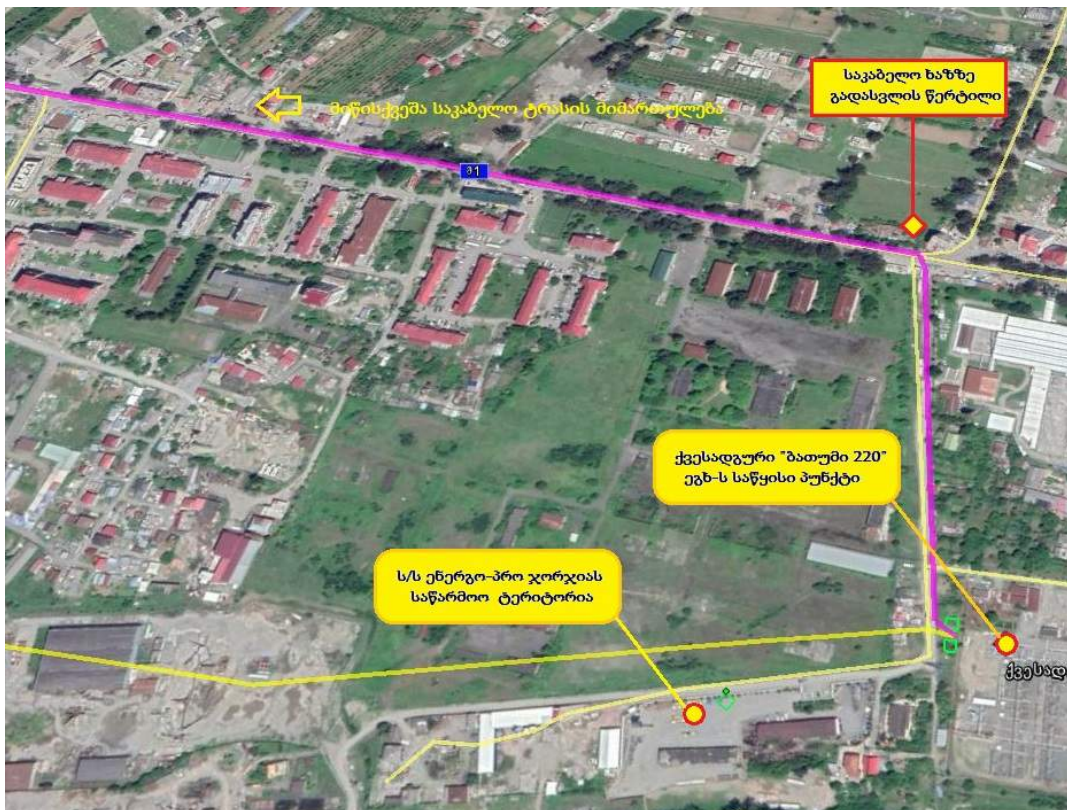 საკაბელო ხაზზე
გადასვლის წერტილი
მიწისქვეშა საკაბელო ტრასის მიმართულება
შ1
ქვესადგური "ბათუმი 220"
ეგხ-ს საწყისი პუნქტი
ს/ს ენერგო-პრო ჯორჯიას
საწარმოო ტერიტორია
ქვესად